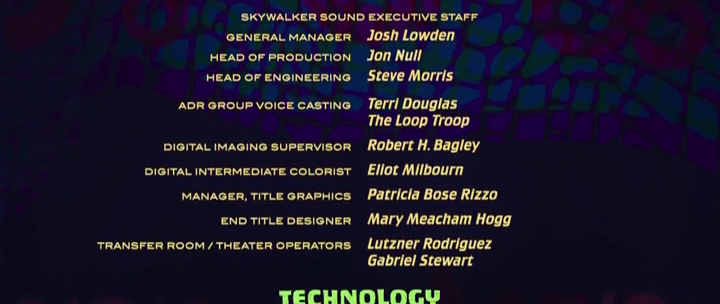 SKYWALKER SOUND EXECUTIVE STAFF
GENERAL MANAGER Josh Lowden
HEAD OF PRODUCTION Jon Null
HEAD OF ENGINEERING Steve Morris
ADR GROUP VOICE CASTING Terri Douglas
The Loop Troop
DIGITAL IMAGING SUPERVISOR Robert H. Bagley
DIGITAL INTERMEDIATE COLORIST Eliot Milbourn
MANAGER, TITLE GRAPHICS Patricia Bose Rizzo
END TITLE DESIGNER Mary Meacham Hogg
TRANSFER ROOM / THEATER OPERATORS Lutzner Rodriguez
Gabriel Stewart
TECHNOLOGY